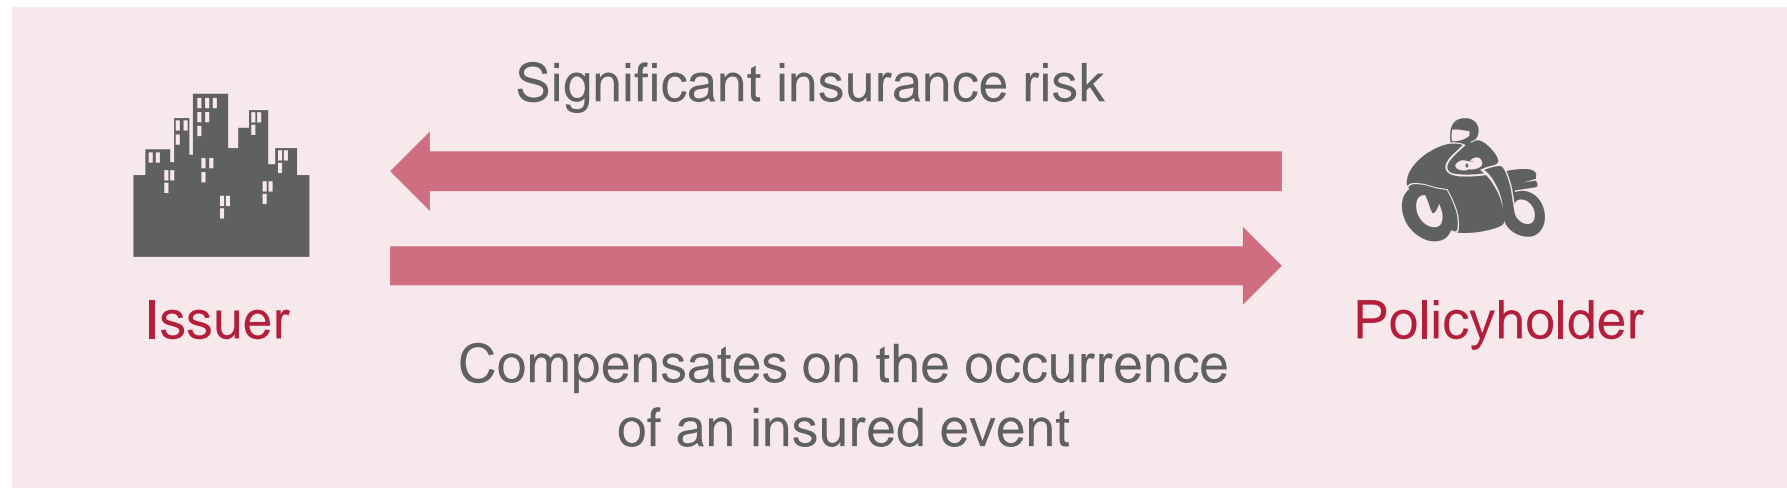 Significant insurance risk
Issuer
Policyholder
Compensates on the occurrence
of an insured event